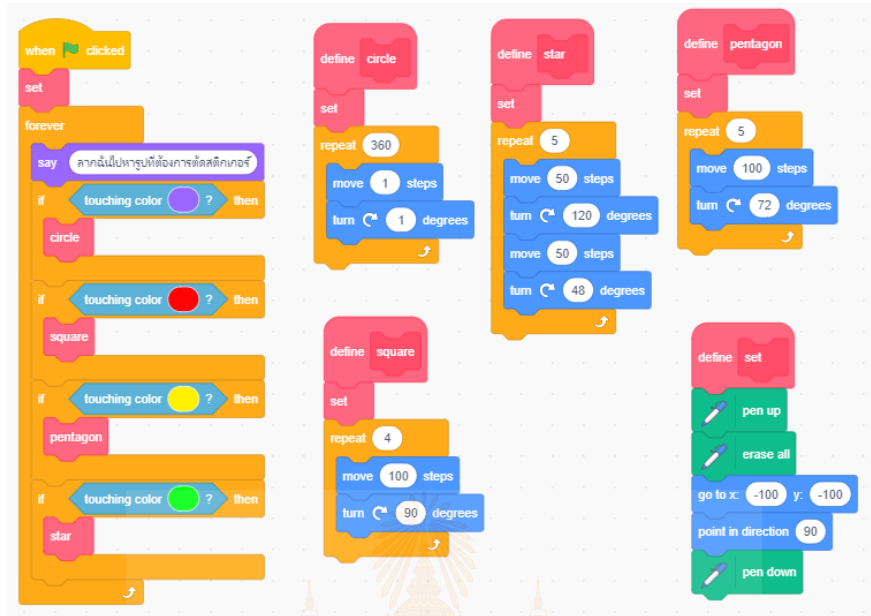 when clicked
set
forever
say ลากฉันไปหารูปที่ต้องการตัดสติกเกอร์
if touching color ? then
circle
if touching color ? then
square
if touching color ? then
pentagon
if touching color ? then
star
define circle
set
repeat 360
move 1 steps
turn 1 degrees
define star
set
repeat 5
move 50 steps
turn 120 degrees
move 50 steps
turn 48 degrees
define pentagon
set
repeat 5
move 100 steps
turn 72 degrees
define square
set
repeat 4
move 100 steps
turn 90 degrees
define set
pen up
erase all
go to x: -100 y: -100
point in direction 90
pen down